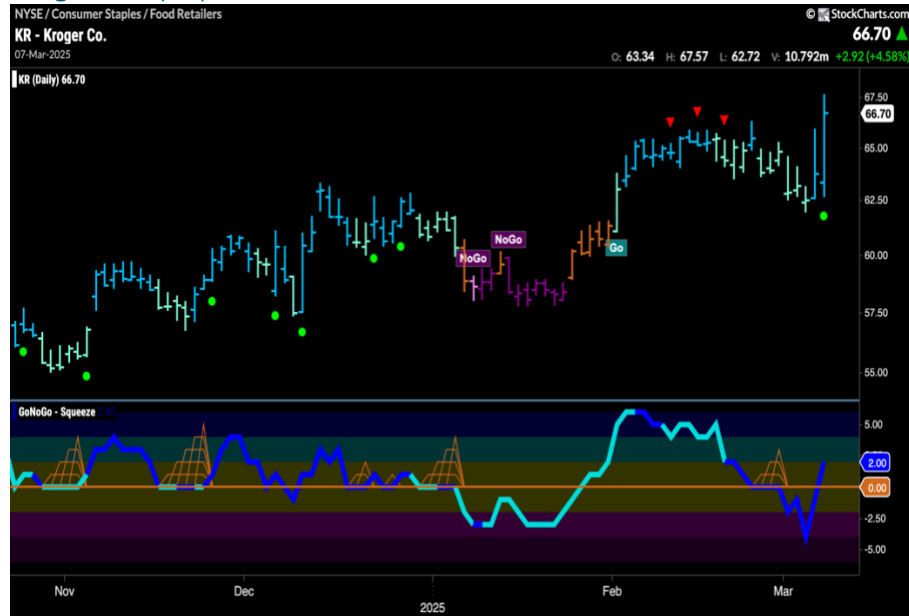 NYSE / Consumer Staples / Food Retailers
© StockCharts.com
KR - Kroger Co.
66.70
07-Mar-2025
O: 63.34 H: 67.57 L: 62.72 V: 10.792m +2.92 (+4.58%)
KR (Daily) 66.70
67.50
66.70
65.00
62.50
60.00
57.50
55.00
NoGo
NoGo
Go
GoNoGo - Squeeze 2.00
5.00
2.00
0.00
-2.50
-5.00
Nov
Dec
2025
Feb
Mar